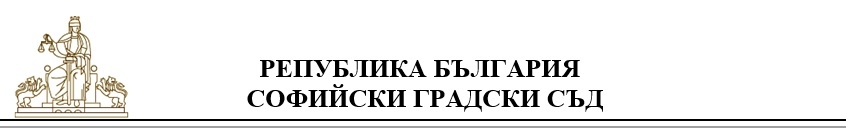 РЕПУБЛИКА БЪЛГАРИЯ
СОФИЙСКИ ГРАДСКИ СЪД